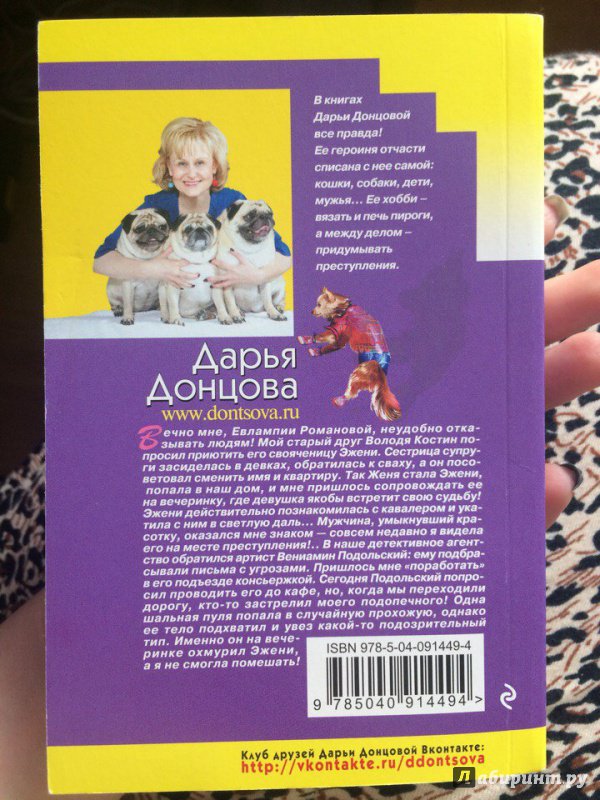 В книгах
Дарьи Донцовой
все правда!
Ее героиня отчасти
списана с нее самой:
кошки, собаки, дети,
мужья... Ее хобби –
вязать и печь пироги,
а между делом –
придумывать
преступления.
Дарья
Донцова
www.dontsova.ru
Вечно мне, Евлампии Романовой, неудобно отка-
зывать людям! Мой старый друг Володя Костин по-
просил приютить его свояченицу Эжени. Сестрица супру-
ги засиделась в девках, обратилась к сваху, а он посо-
ветовал сменить имя и квартиру. Так Женя стала Эжени,
попала в наш дом, и мне пришлось сопровождать ее
на вечеринку, где девушка якобы встретит свою судьбу!
Эжени действительно познакомилась с кавалером и ука-
тила с ним в светлую даль... Мужчина, умыкнувший кра-
сотку, оказался мне знаком — совсем недавно я видела
его на месте преступления!.. В наше детективное агент-
ство обратился артист Вениамин Подольский: ему подбра-
сывали письма с угрозами. Пришлось мне «поработать»
в его подъезде консьержкой. Сегодня Подольский попро-
сил проводить его до кафе, но, когда мы переходили
дорогу, кто-то застрелил моего подопечного! Одна
шальная пуля попала в случайную прохожую, однако
ее тело подхватил и увез какой-то подозрительный
тип. Именно он на вече-
ринке охмурил Эжени,
а я не смогла помешать!
ISBN 978-5-04-091449-4
9 785040 914494 >
Клуб друзей Дарьи Донцовой Вконтакте:
http://vkontakte.ru/ddontsova
Лабиринт.ру